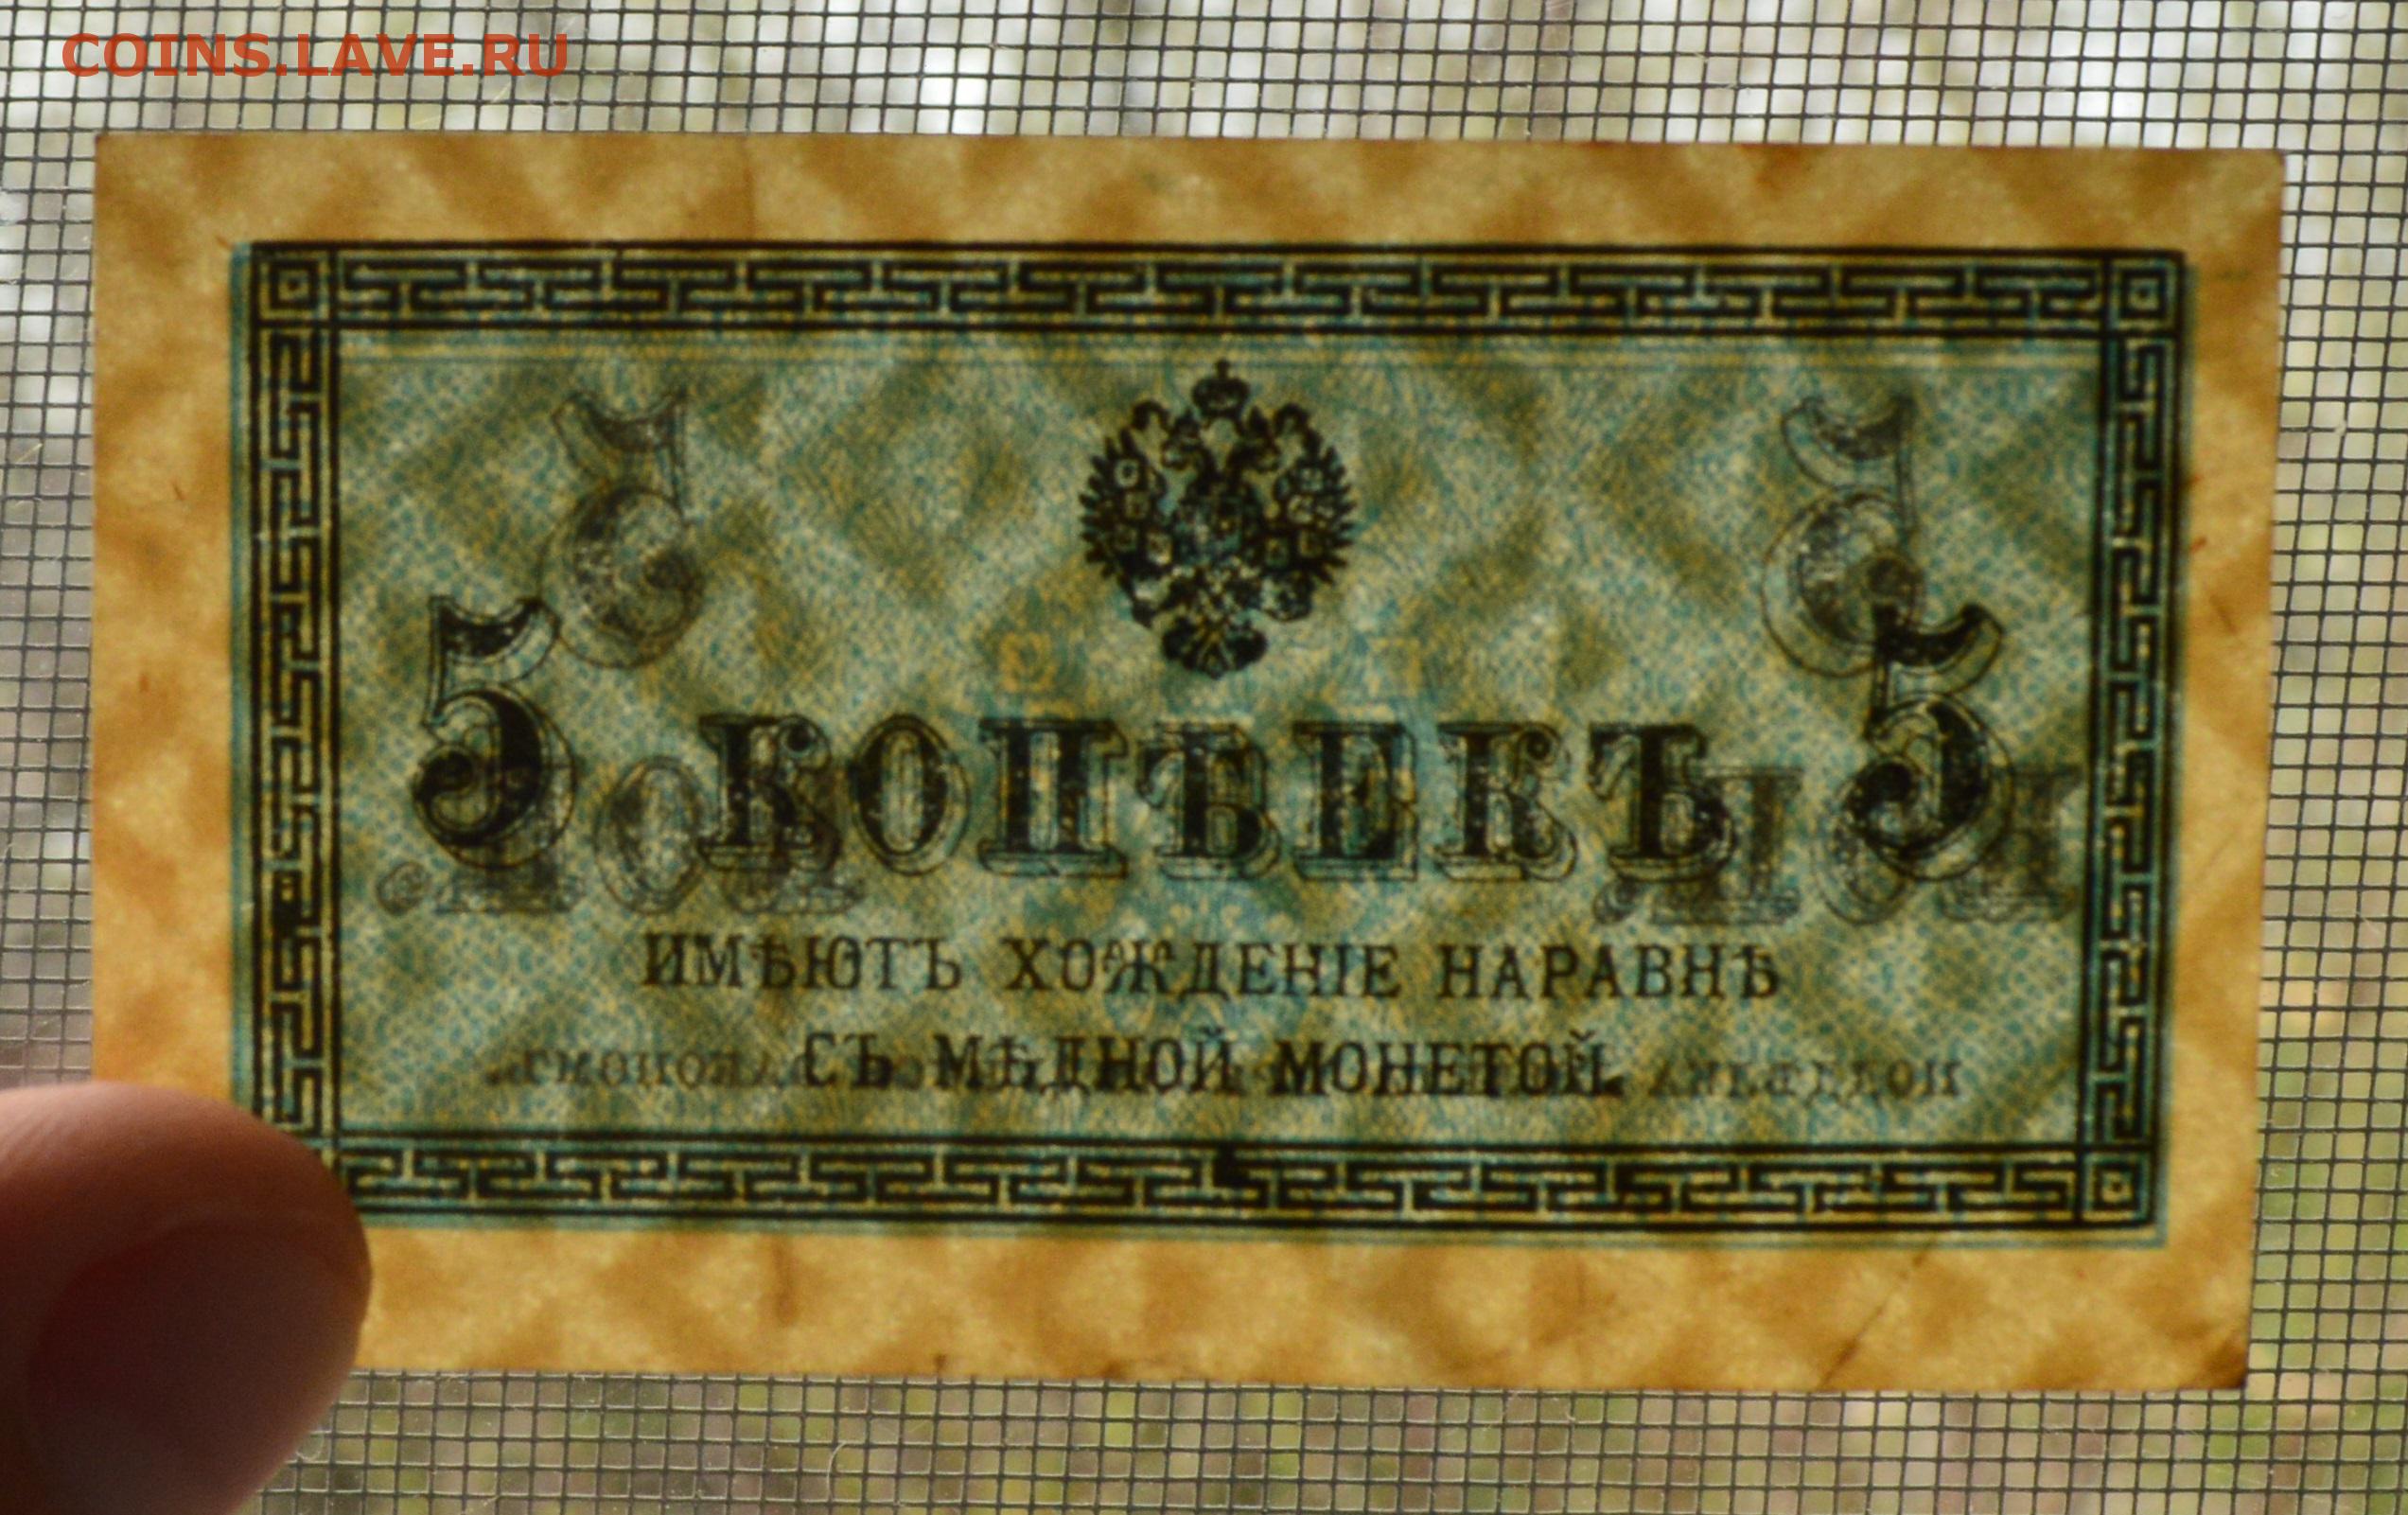 COINS.LAVE.RU
5 КОПѢЕКЪ 5
ИМѢЮТЪ ХОЖДЕНІЕ НАРАВНѢ
СЪ МѢДНОЙ МОНЕТОЙ.